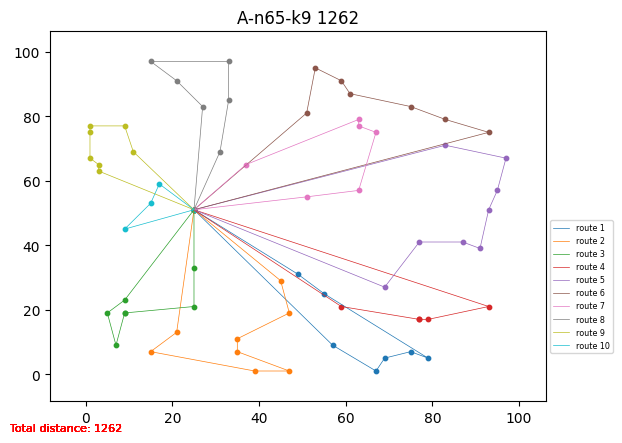 A-n65-k9 1262
100
80
60
40
20
0
0 20 40 60 80 100
route 1
route 2
route 3
route 4
route 5
route 6
route 7
route 8
route 9
route 10
Total distance: 1262